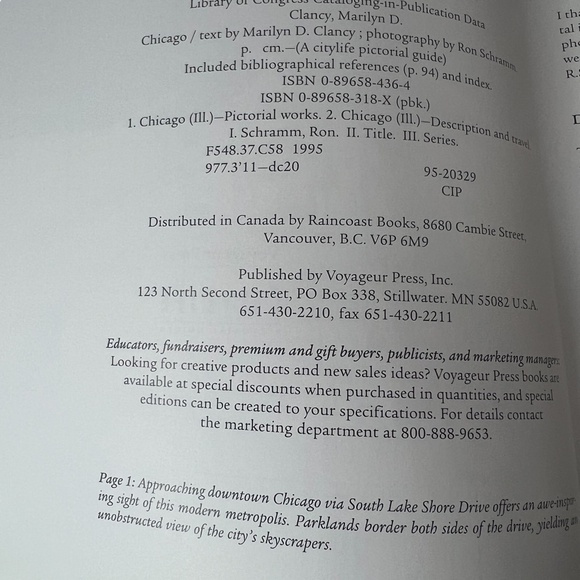 Library of Congress Cataloging-in-Publication Data
Clancy, Marilyn D.
Chicago / text by Marilyn D. Clancy ; photography by Ron Schramm.
p. cm.—(A citylife pictorial guide)
Included bibliographical references (p. 94) and index.
ISBN 0-89658-436-4
ISBN 0-89658-318-X (pbk.)
1. Chicago (Ill.)—Pictorial works. 2. Chicago (Ill.)—Description and travel.
I. Schramm, Ron. II. Title. III. Series.
F548.37.C58 1995
977.3'11—dc20 95-20329
CIP
Distributed in Canada by Raincoast Books, 8680 Cambie Street,
Vancouver, B.C. V6P 6M9
Published by Voyageur Press, Inc.
123 North Second Street, PO Box 338, Stillwater. MN 55082 U.S.A
651-430-2210, fax 651-430-2211
Educators, fundraisers, premium and gift buyers, publicists, and marketing managers:
Looking for creative products and new sales ideas? Voyageur Press books are
available at special discounts when purchased in quantities, and special
editions can be created to your specifications. For details contact
the marketing department at 800-888-9653.
Page 1: Approaching downtown Chicago via South Lake Shore Drive offers an awe-inspir-
ing sight of this modern metropolis. Parklands border both sides of the drive, yielding an
unobstructed view of the city's skyscrapers.
I tha
tal i
pho
we
R.S